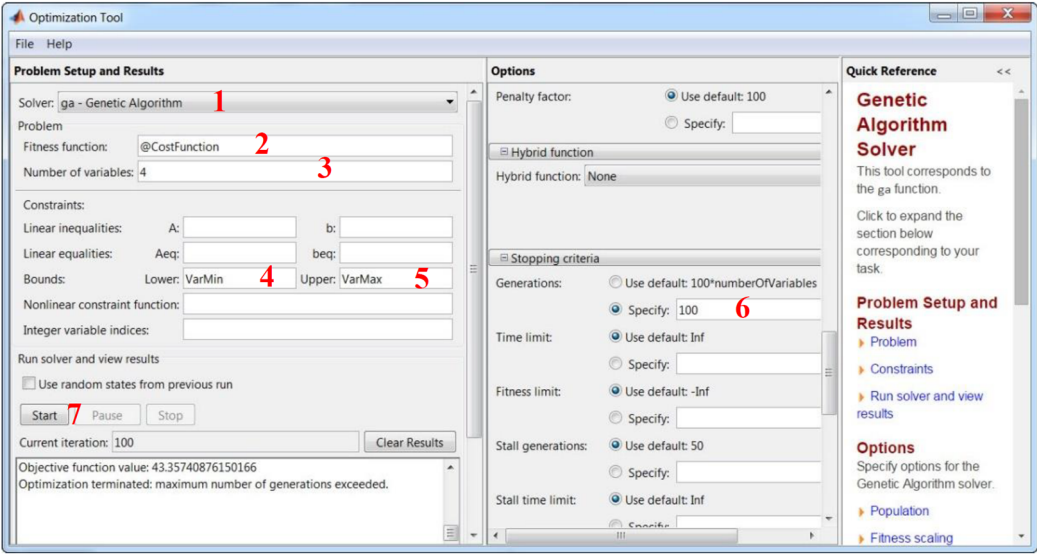 Optimization Tool
File Help
Problem Setup and Results
Solver: ga - Genetic Algorithm 1
Problem
Fitness function: @CostFunction 2
Number of variables: 4 3
Constraints:
Linear inequalities: A: b:
Linear equalities: Aeq: beq:
Bounds: Lower: VarMin 4 Upper: VarMax 5
Nonlinear constraint function:
Integer variable indices:
Run solver and view results
Use random states from previous run
Start 7 Pause Stop
Current iteration: 100 Clear Results
Objective function value: 43.35740876150166
Optimization terminated: maximum number of generations exceeded.
Options
Penalty factor: Use default: 100
Specify:
Hybrid function
Hybrid function: None
Stopping criteria
Generations: Use default: 100*numberOfVariables
Specify: 100 6
Time limit: Use default: Inf
Specify:
Fitness limit: Use default: -Inf
Specify:
Stall generations: Use default: 50
Specify:
Stall time limit: Use default: Inf
Specify:
Quick Reference <<
Genetic
Algorithm
Solver
This tool corresponds to
the ga function.
Click to expand the
section below
corresponding to your
task.
Problem Setup and
Results
Problem
Constraints
Run solver and view
results
Options
Specify options for the
Genetic Algorithm solver.
Population
Fitness scaling